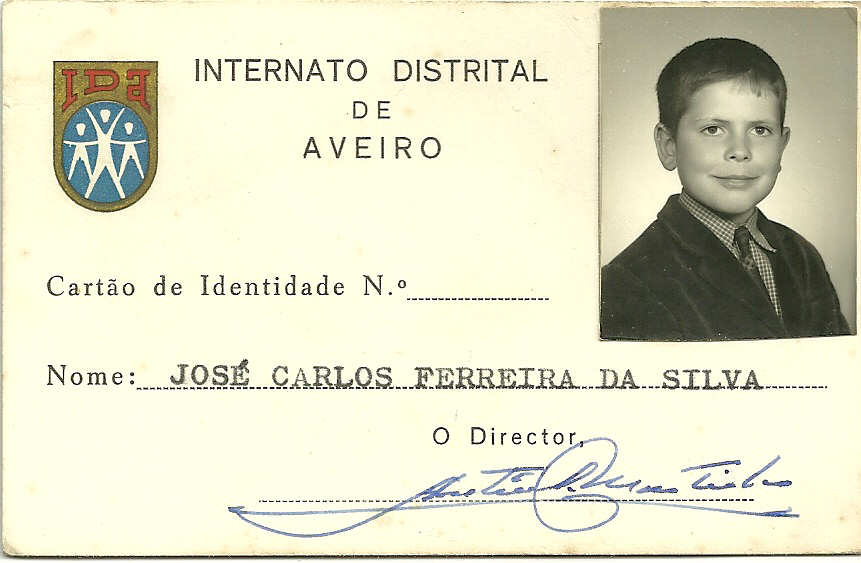 IDA
INTERNATO DISTRITAL
DE
AVEIRO
Cartão de Identidade N.º
Nome: JOSÉ CARLOS FERREIRA DA SILVA
O Director,